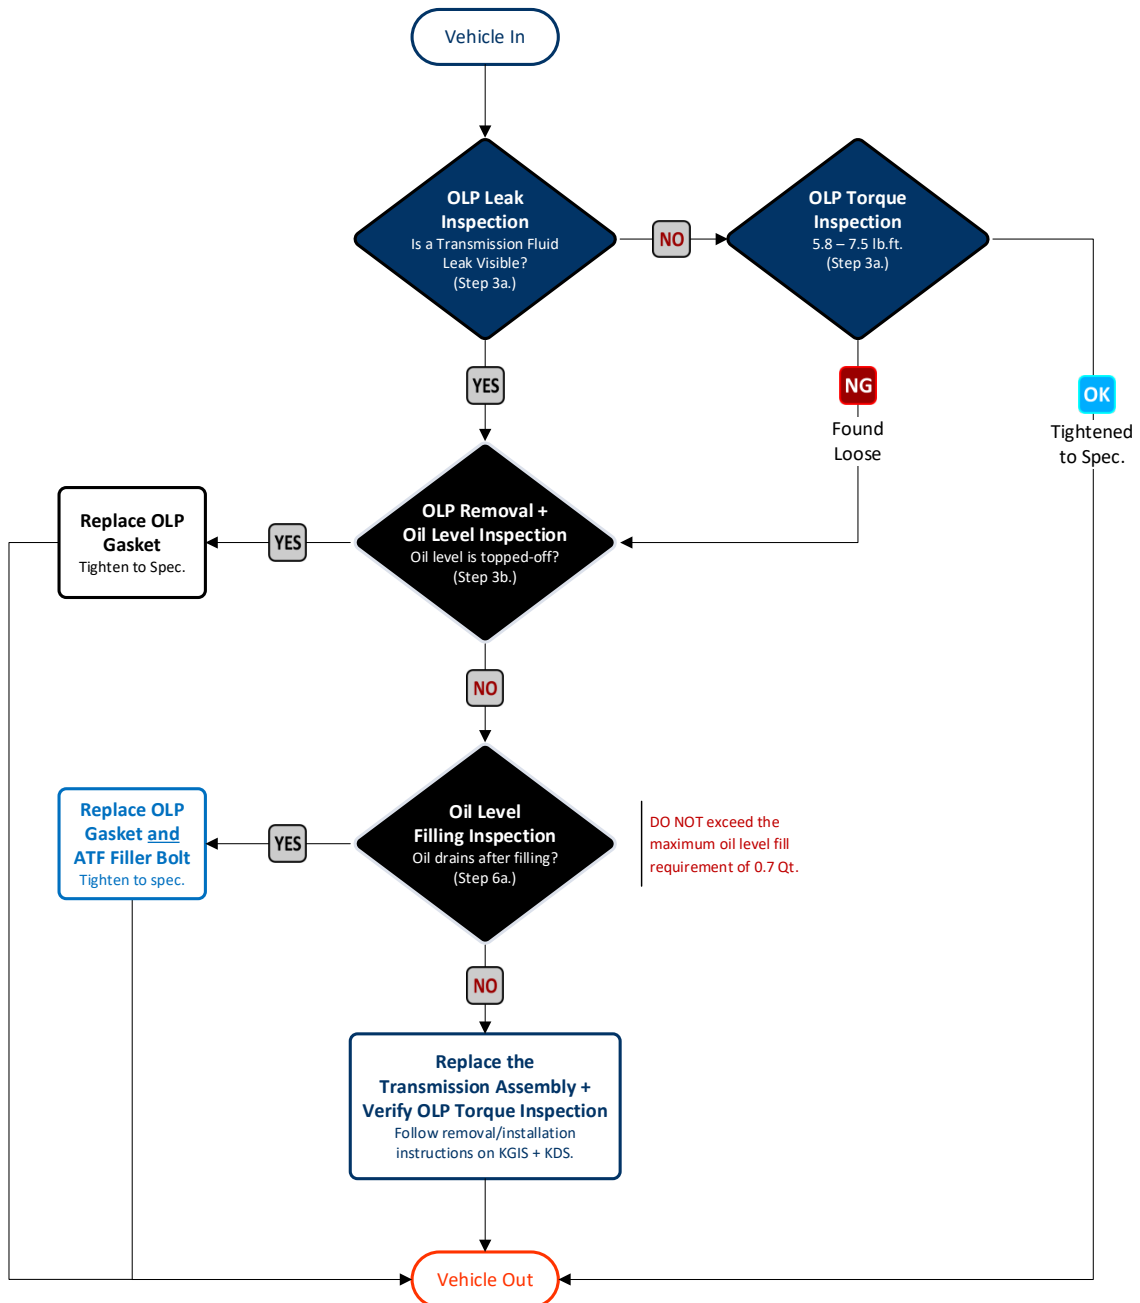 Vehicle In
OLP Leak
Inspection
Is a Transmission Fluid
Leak Visible?
(Step 3a.)
NO
OLP Torque
Inspection
5.8 – 7.5 lb.ft.
(Step 3a.)
YES
NG
Found
Loose
OK
Tightened
to Spec.
OLP Removal +
Oil Level Inspection
Oil level is topped-off?
(Step 3b.)
YES
Replace OLP
Gasket
Tighten to Spec.
NO
Oil Level
Filling Inspection
Oil drains after filling?
(Step 6a.)
DO NOT exceed the
maximum oil level fill
requirement of 0.7 Qt.
YES
Replace OLP
Gasket and
ATF Filler Bolt
Tighten to spec.
NO
Replace the
Transmission Assembly +
Verify OLP Torque Inspection
Follow removal/installation
instructions on KGIS + KDS.
Vehicle Out